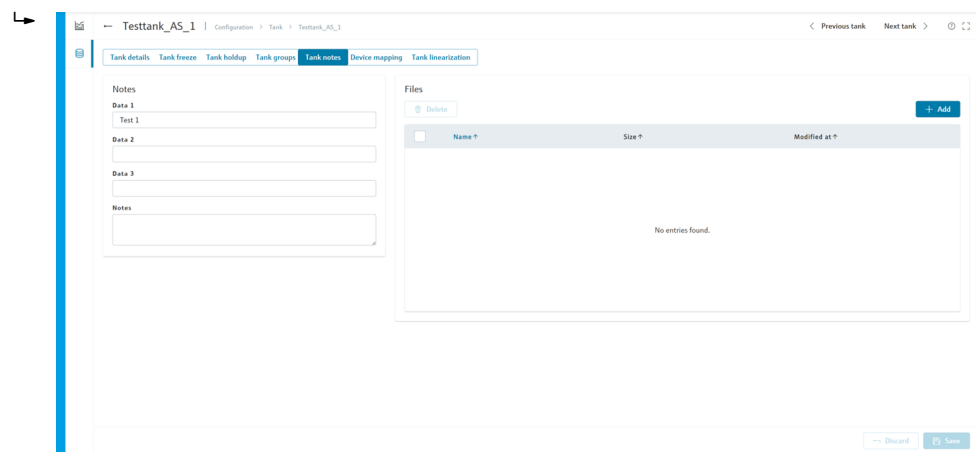 ← Testtank_AS_1 | Configuration > Tank > Testtank_AS_1 < Previous tank Next tank >
Tank details Tank freeze Tank holdup Tank groups Tank notes Device mapping Tank linearization
Notes
Data 1
Test 1
Data 2
Data 3
Notes
Files
Delete + Add
Name ↑ Size ↑ Modified at ↑
No entries found.
Discard Save